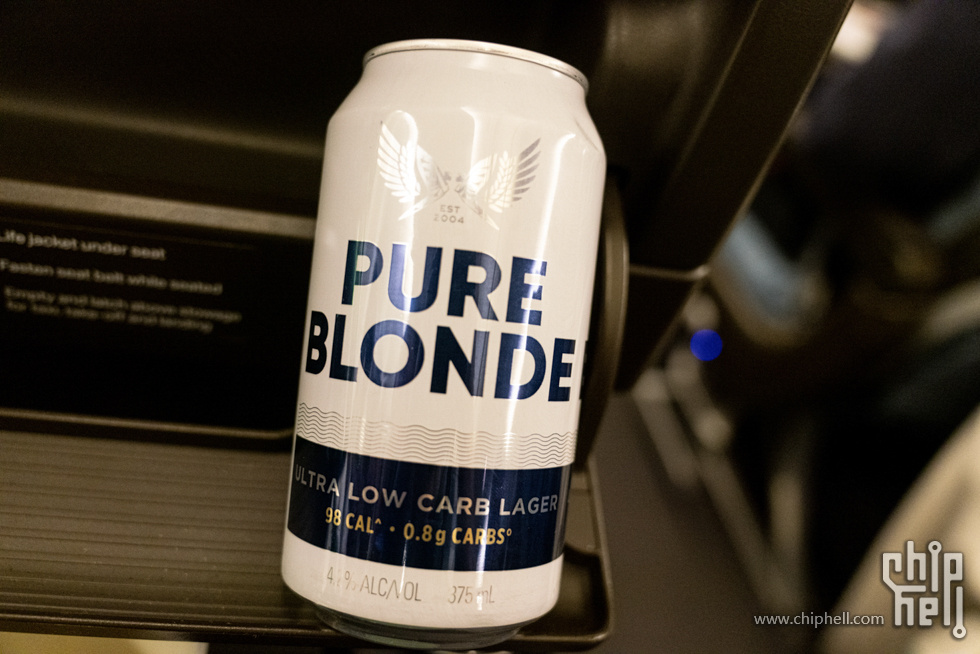 EST
2004
PURE
BLONDE
ULTRA LOW CARB LAGER
98 CAL^ • 0.8g CARBS°
ALC/VOL 375mL
Life jacket under seat
Fasten seat belt while seated
Empty and latch above stowage
for taxi, take-off and landing
www.chiphell.com
chip
hell